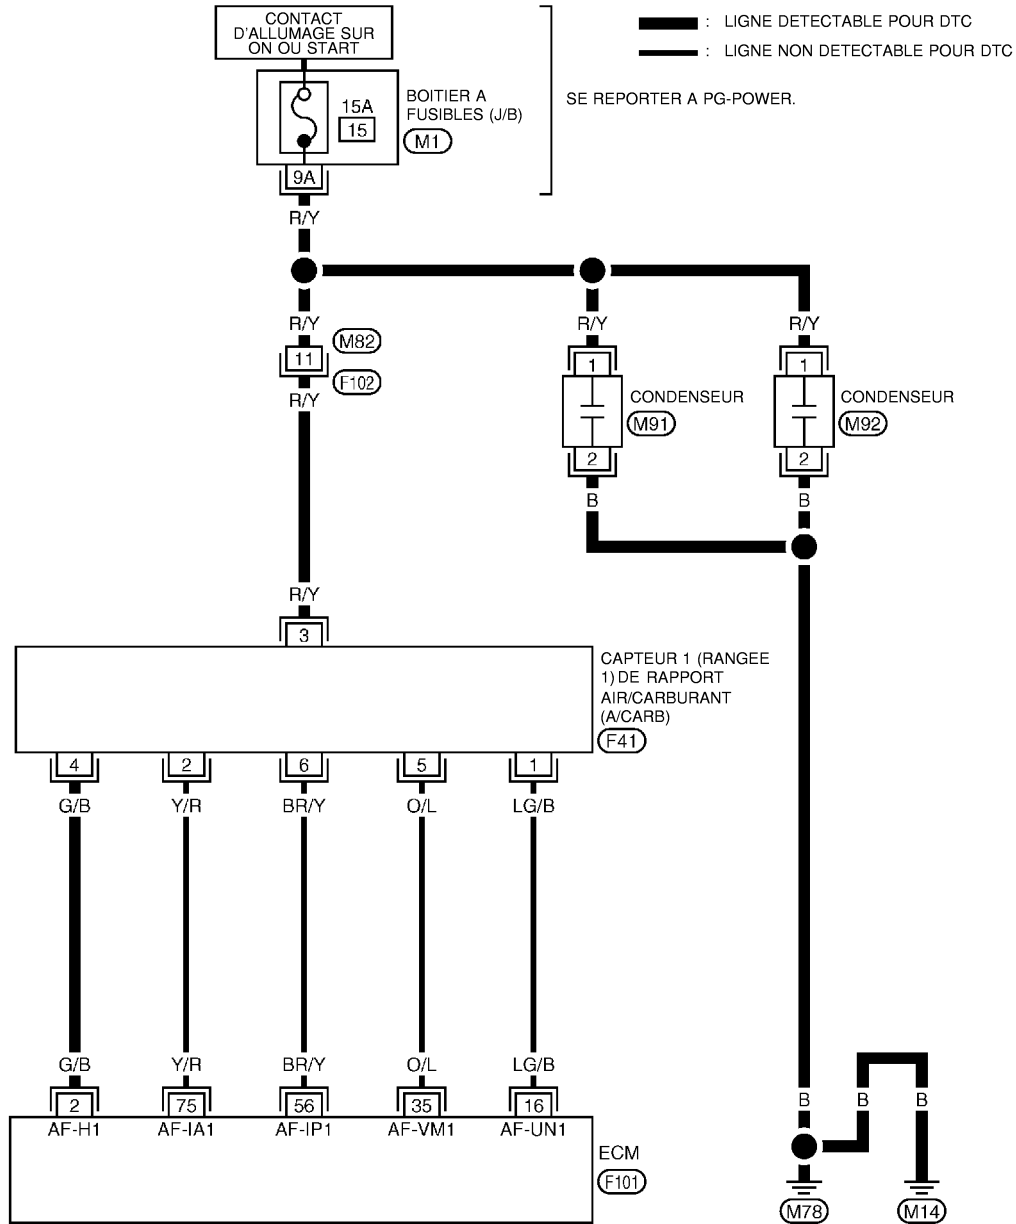 CONTACT
D'ALLUMAGE SUR
ON OU START
: LIGNE DETECTABLE POUR DTC
: LIGNE NON DETECTABLE POUR DTC
15A
15
BOITIER A
FUSIBLES (J/B)
M1
SE REPORTER A PG-POWER.
9A
R/Y
R/Y
R/Y
R/Y
M82
11
F102
R/Y
1
1
CONDENSEUR
M91
CONDENSEUR
M92
2
2
B
B
R/Y
3
CAPTEUR 1 (RANGEE
1) DE RAPPORT
AIR/CARBURANT
(A/CARB)
F41
4
2
6
5
1
G/B
Y/R
BR/Y
O/L
LG/B
G/B
Y/R
BR/Y
O/L
LG/B
2
75
56
35
16
B
B
B
AF-H1
AF-IA1
AF-IP1
AF-VM1
AF-UN1
ECM
F101
M78
M14